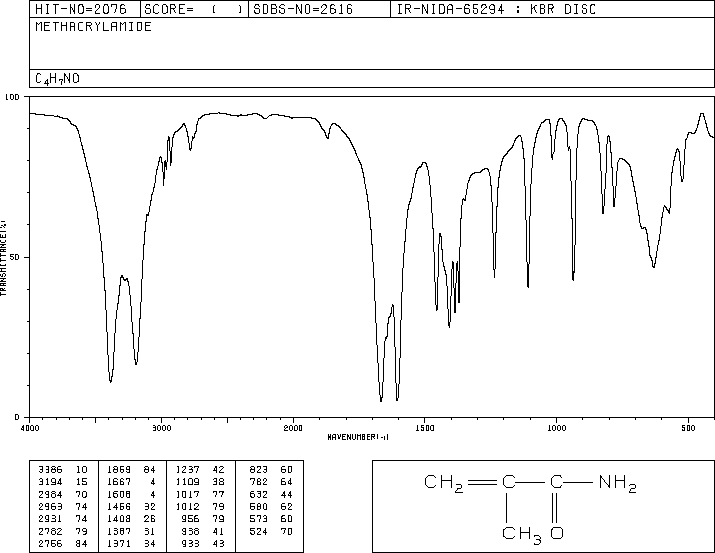 HIT-NO=2076 SCORE= ( ) SDBS-NO=2616 IR-NIDA-65294 : KBR DISC
METHACRYLAMIDE
C4H7NO
100
50
0
TRANSMITTANCE(%)
4000 3000 2000 1500 1000 500
WAVENUMBER(-1)
3386 10 1869 84 1237 42 823 60
3194 15 1667 4 1109 38 782 64
2984 70 1608 4 1017 77 632 44
2963 74 1456 32 1012 79 580 62
2931 74 1408 26 956 79 573 60
2782 79 1387 31 938 41 524 70
2756 84 1371 34 933 43
CH2 C C NH2
CH3 O